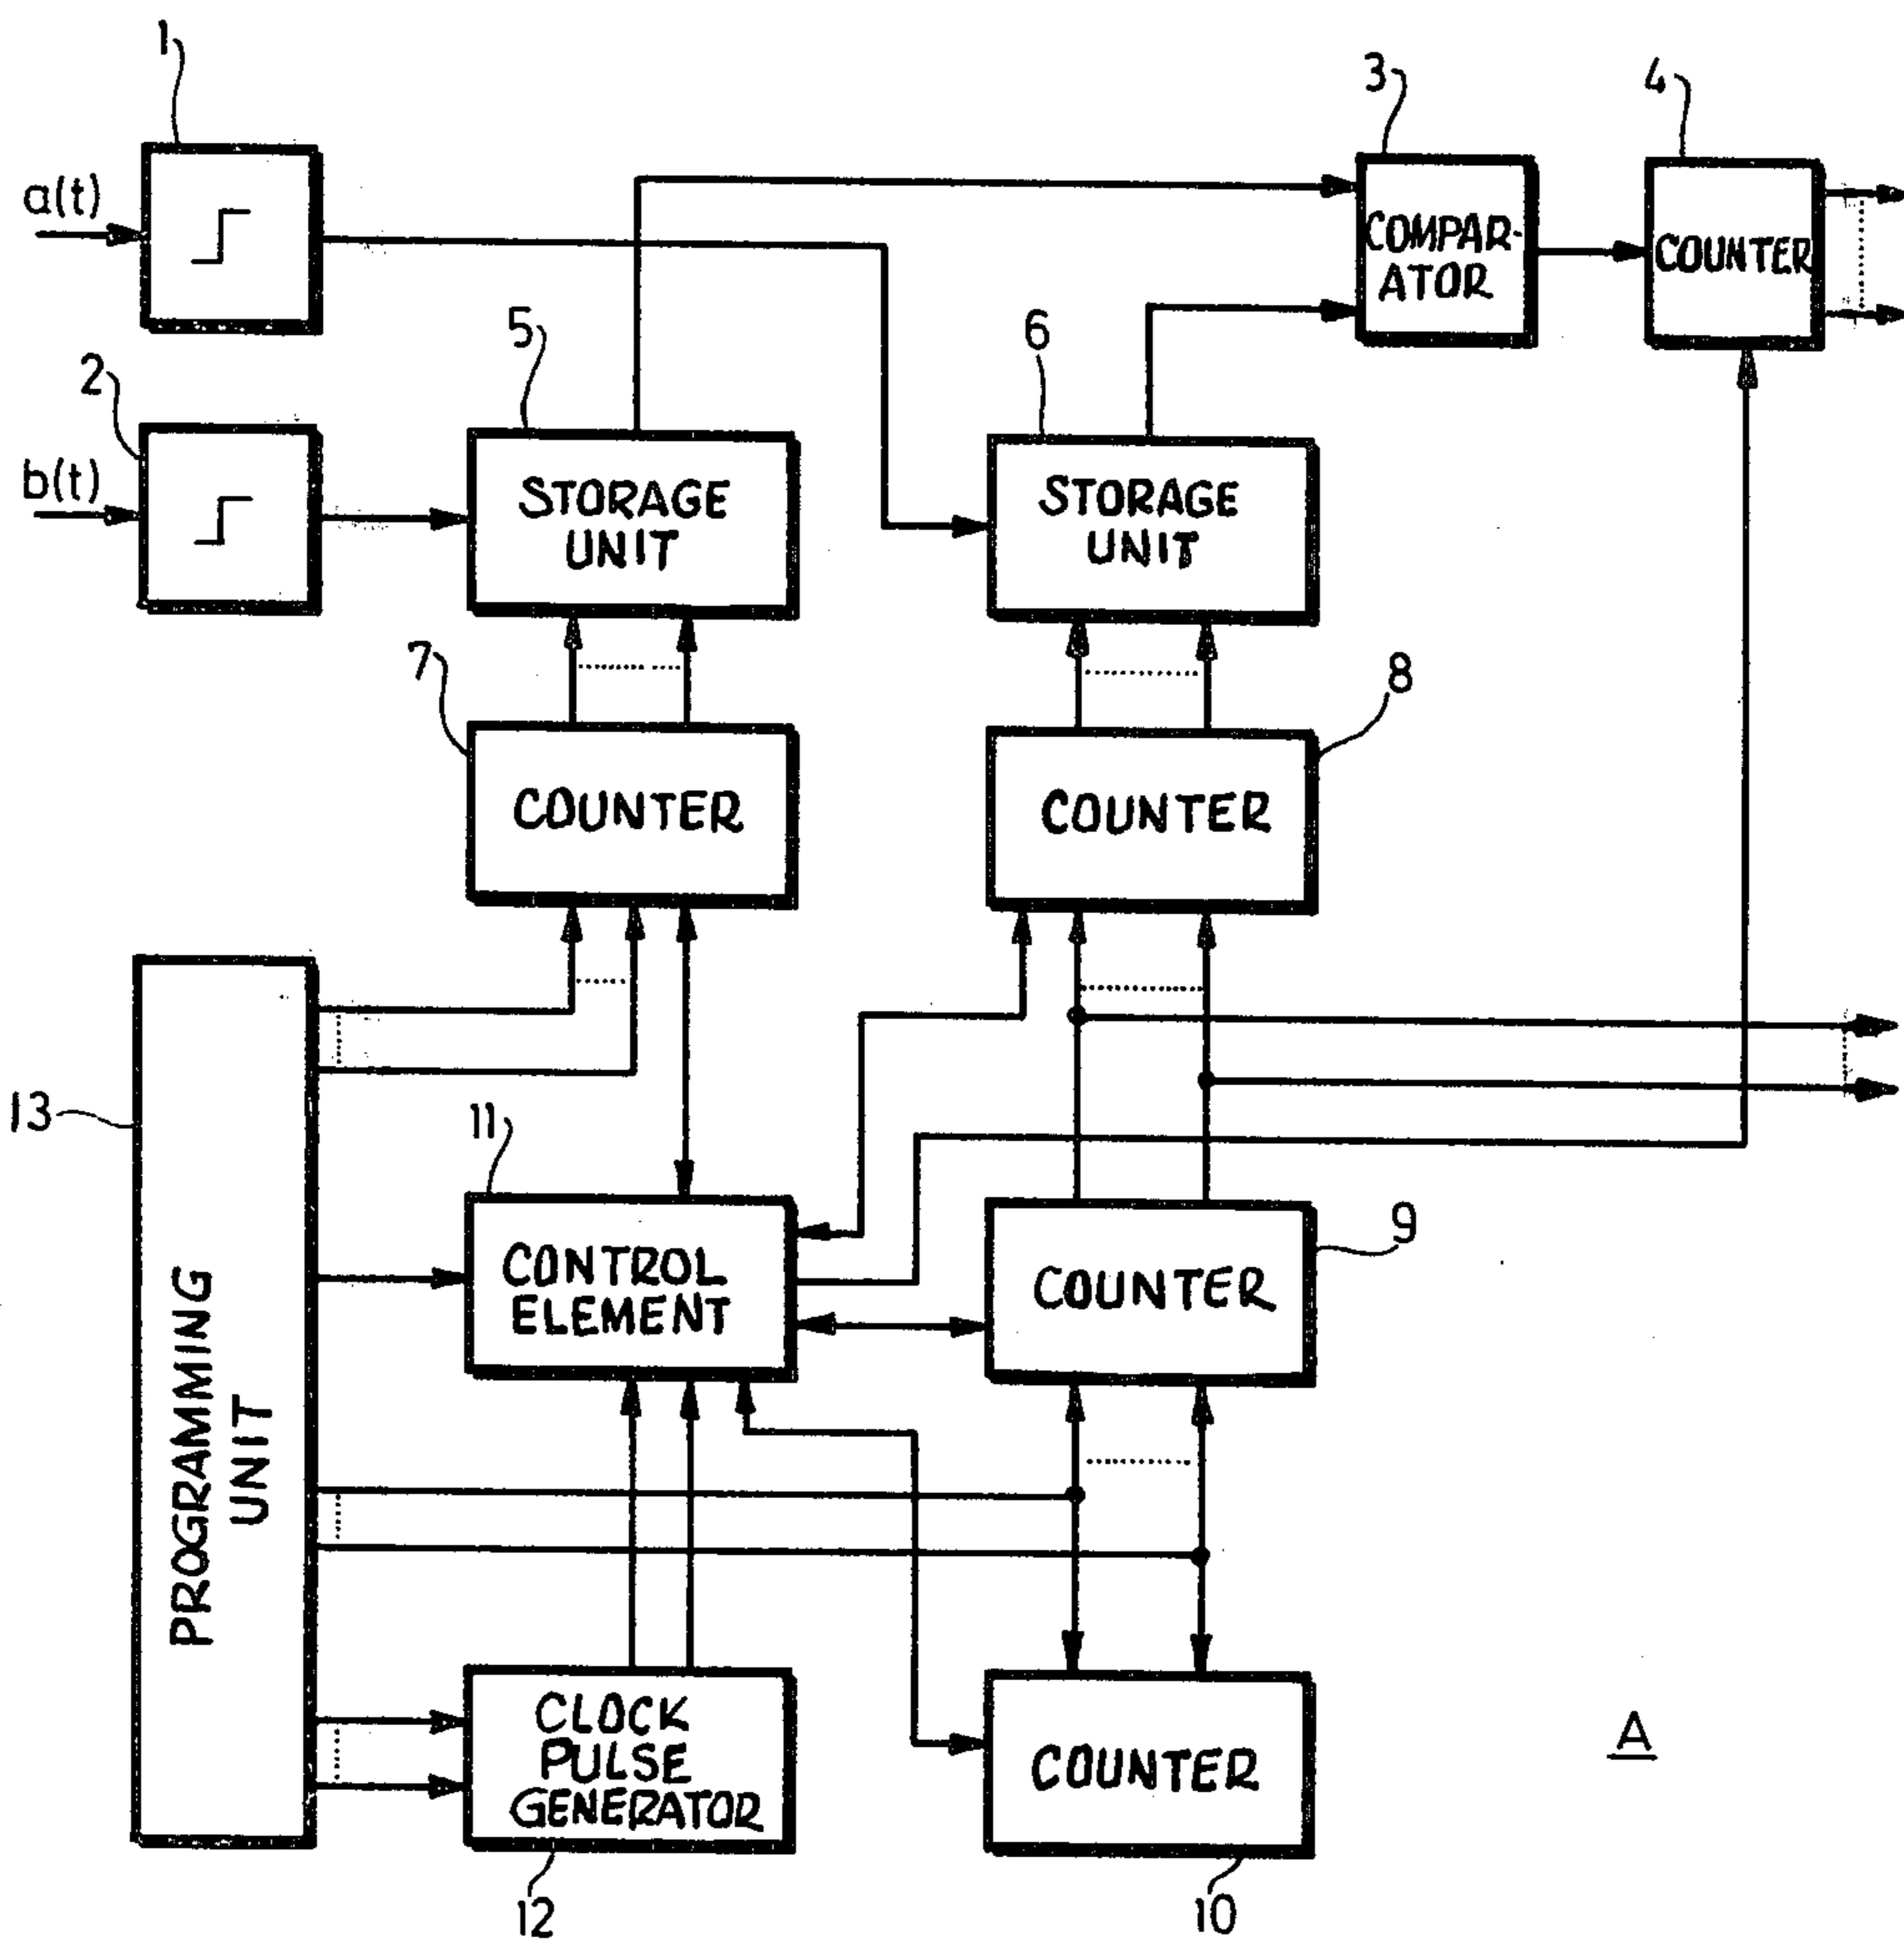 1
3
4
a(t)
COMPAR-
ATOR
COUNTER
5
6
2
b(t)
STORAGE
UNIT
STORAGE
UNIT
7
8
COUNTER
COUNTER
13
11
9
CONTROL
ELEMENT
COUNTER
PROGRAMMING
UNIT
CLOCK
PULSE
GENERATOR
COUNTER
A
12
10